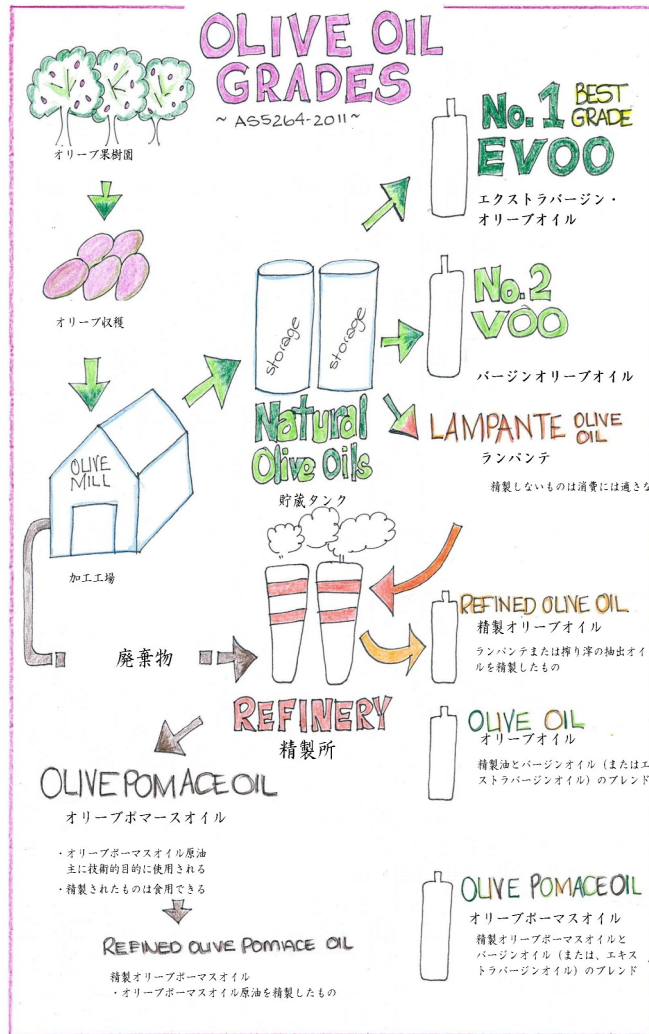 OLIVE OIL
GRADES
~ AS5264-2011 ~
オリーブ果樹園
No.1 BEST
GRADE
EVOO
エクストラバージン・
オリーブオイル
オリーブ収穫
storage
storage
No.2
VOO
バージンオリーブオイル
Natural
Olive Oils
貯蔵タンク
LAMPANTE OLIVE
OIL
ランパンテ
精製しないものは消費には適さな
OLIVE
MILL
加工工場
廃棄物
REFINERY
精製所
REFINED OLIVE OIL
精製オリーブオイル
ランパンテまたは搾り滓の抽出オイ
ルを精製したもの
OLIVE OIL
オリーブオイル
精製油とバージンオイル（またはエ
ストラバージンオイル）のブレンド
OLIVE POMACE OIL
オリーブポマースオイル
・オリーブポーマスオイル原油
主に技術的目的に使用される
・精製されたものは食用できる
REFINED OLIVE POMACE OIL
精製オリーブポーマスオイル
・オリーブポーマスオイル原油を精製したもの
OLIVE POMACE OIL
オリーブポーマスオイル
精製オリーブポーマスオイルと
バージンオイル（または、エキス
トラバージンオイル）のブレンド